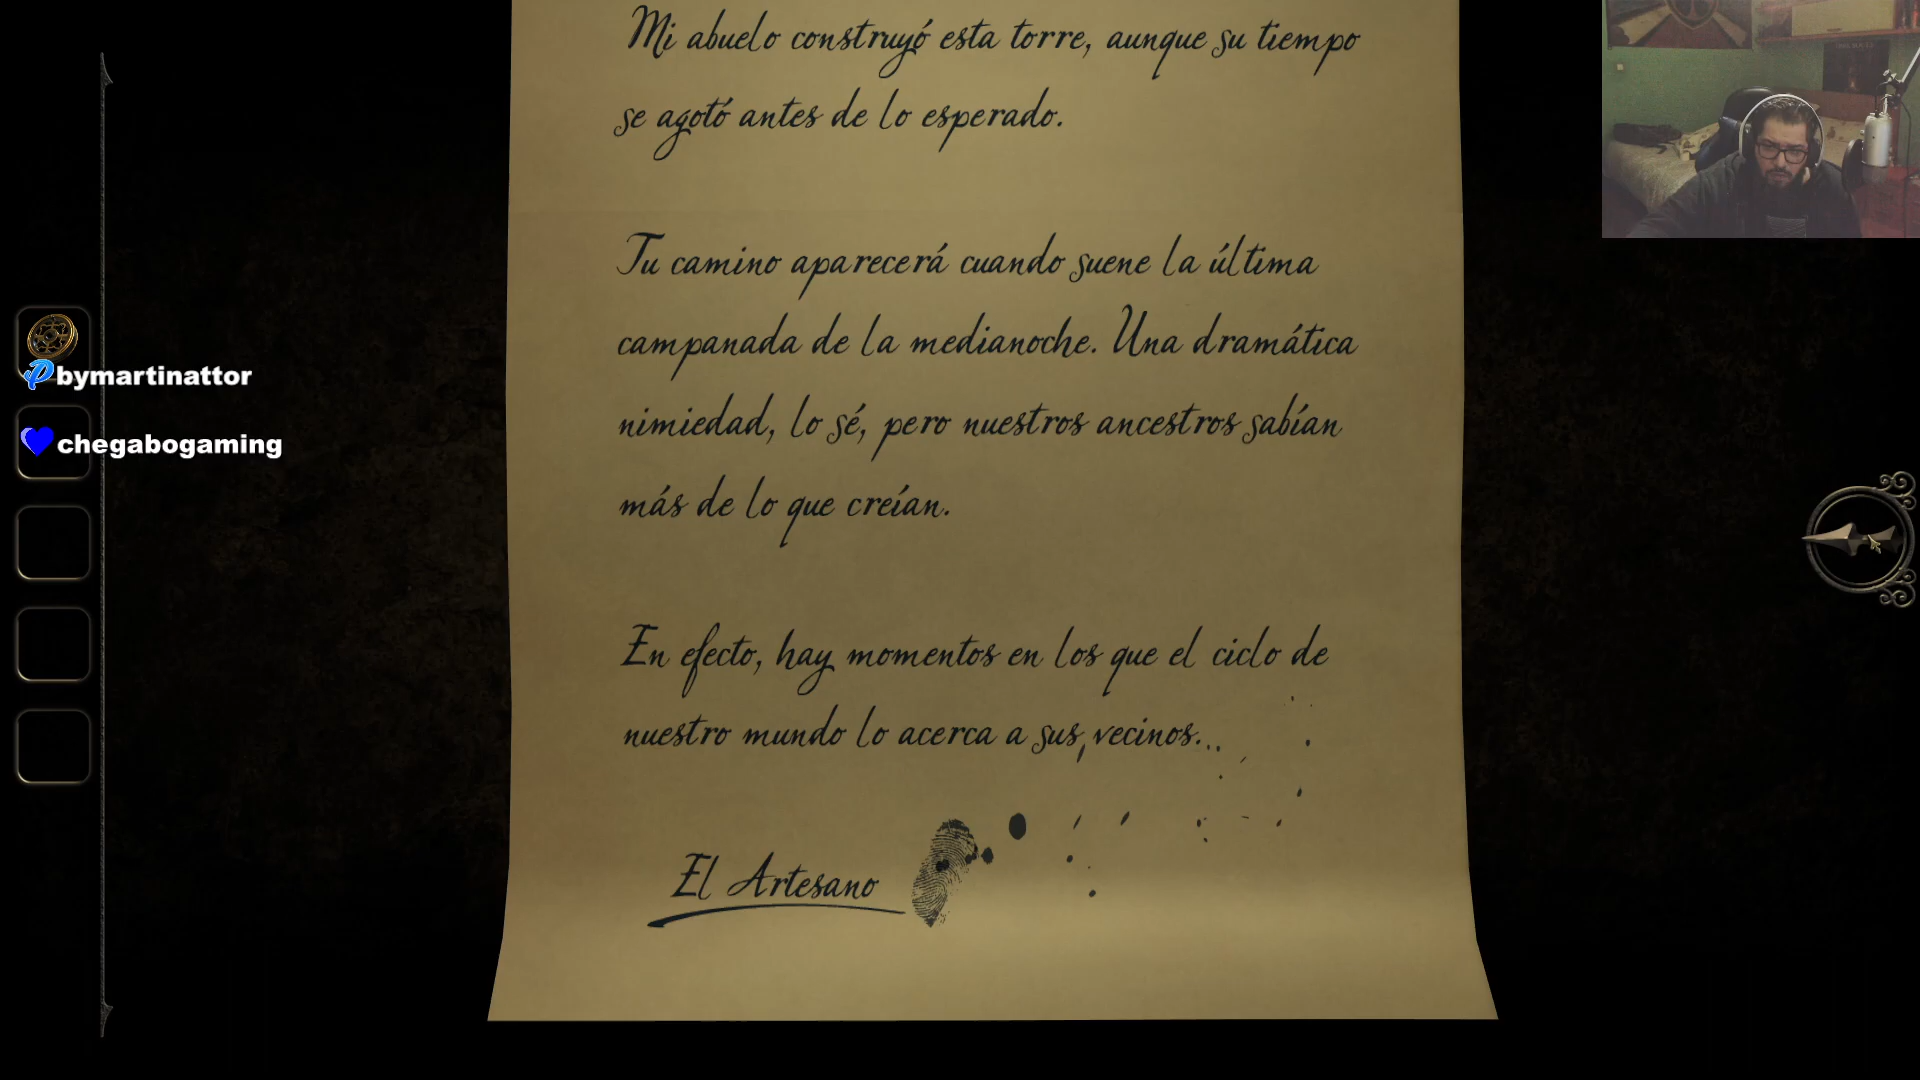 Mi abuelo construyó esta torre, aunque su tiempo
se agotó antes de lo esperado.
Tu camino aparecerá cuando suene la última
campanada de la medianoche. Una dramática
nimiedad, lo sé, pero nuestros ancestros sabían
más de lo que creían.
En efecto, hay momentos en los que el ciclo de
nuestro mundo lo acerca a sus vecinos...
El Artesano
bymartinattor
chegabogaming